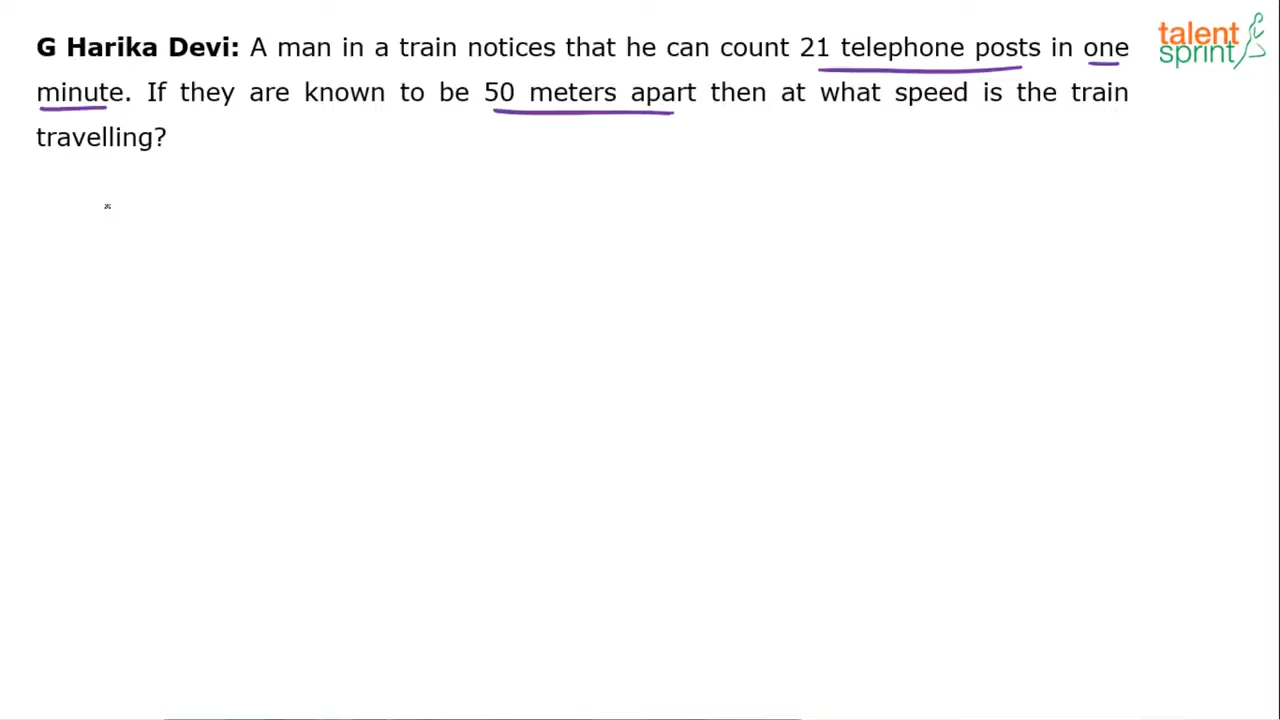 G Harika Devi: A man in a train notices that he can count 21 telephone posts in one
minute. If they are known to be 50 meters apart then at what speed is the train
travelling?
talent
sprint